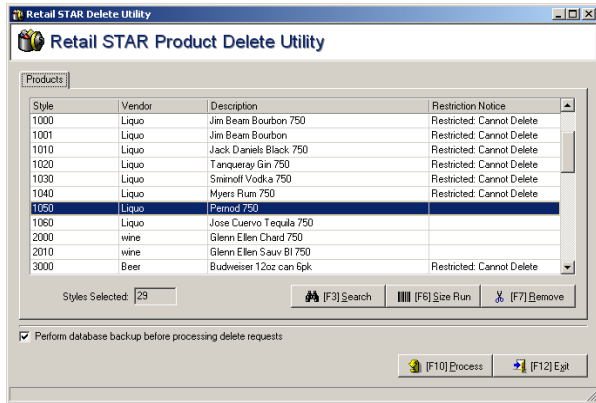 Retail STAR Delete Utility
Retail STAR Product Delete Utility
Products
Style Vendor Description Restriction Notice
1000 Liquo Jim Beam Bourbon 750 Restricted: Cannot Delete
1001 Liquo Jim Beam Bourbon Restricted: Cannot Delete
1010 Liquo Jack Daniels Black 750 Restricted: Cannot Delete
1020 Liquo Tanqueray Gin 750 Restricted: Cannot Delete
1030 Liquo Smirnoff Vodka 750 Restricted: Cannot Delete
1040 Liquo Myers Rum 750 Restricted: Cannot Delete
1050 Liquo Pernod 750
1060 Liquo Jose Cuervo Tequila 750
2000 wine Glenn Ellen Chard 750
2010 wine Glenn Ellen Sauv Bl 750
3000 Beer Budweiser 12oz can 6pk Restricted: Cannot Delete
Styles Selected: 29 [F3] Search [F6] Size Run [F7] Remove
Perform database backup before processing delete requests
[F10] Process [F12] Exit